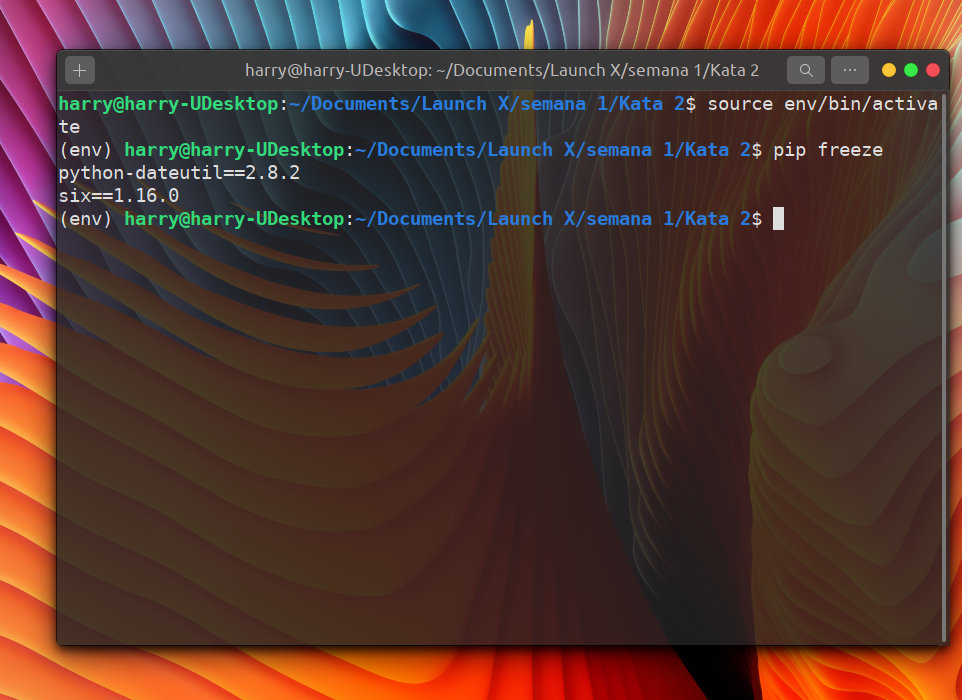 harry@harry-UDesktop: ~/Documents/Launch X/semana 1/Kata 2
harry@harry-UDesktop:~/Documents/Launch X/semana 1/Kata 2$ source env/bin/activa
te
(env) harry@harry-UDesktop:~/Documents/Launch X/semana 1/Kata 2$ pip freeze
python-dateutil==2.8.2
six==1.16.0
(env) harry@harry-UDesktop:~/Documents/Launch X/semana 1/Kata 2$